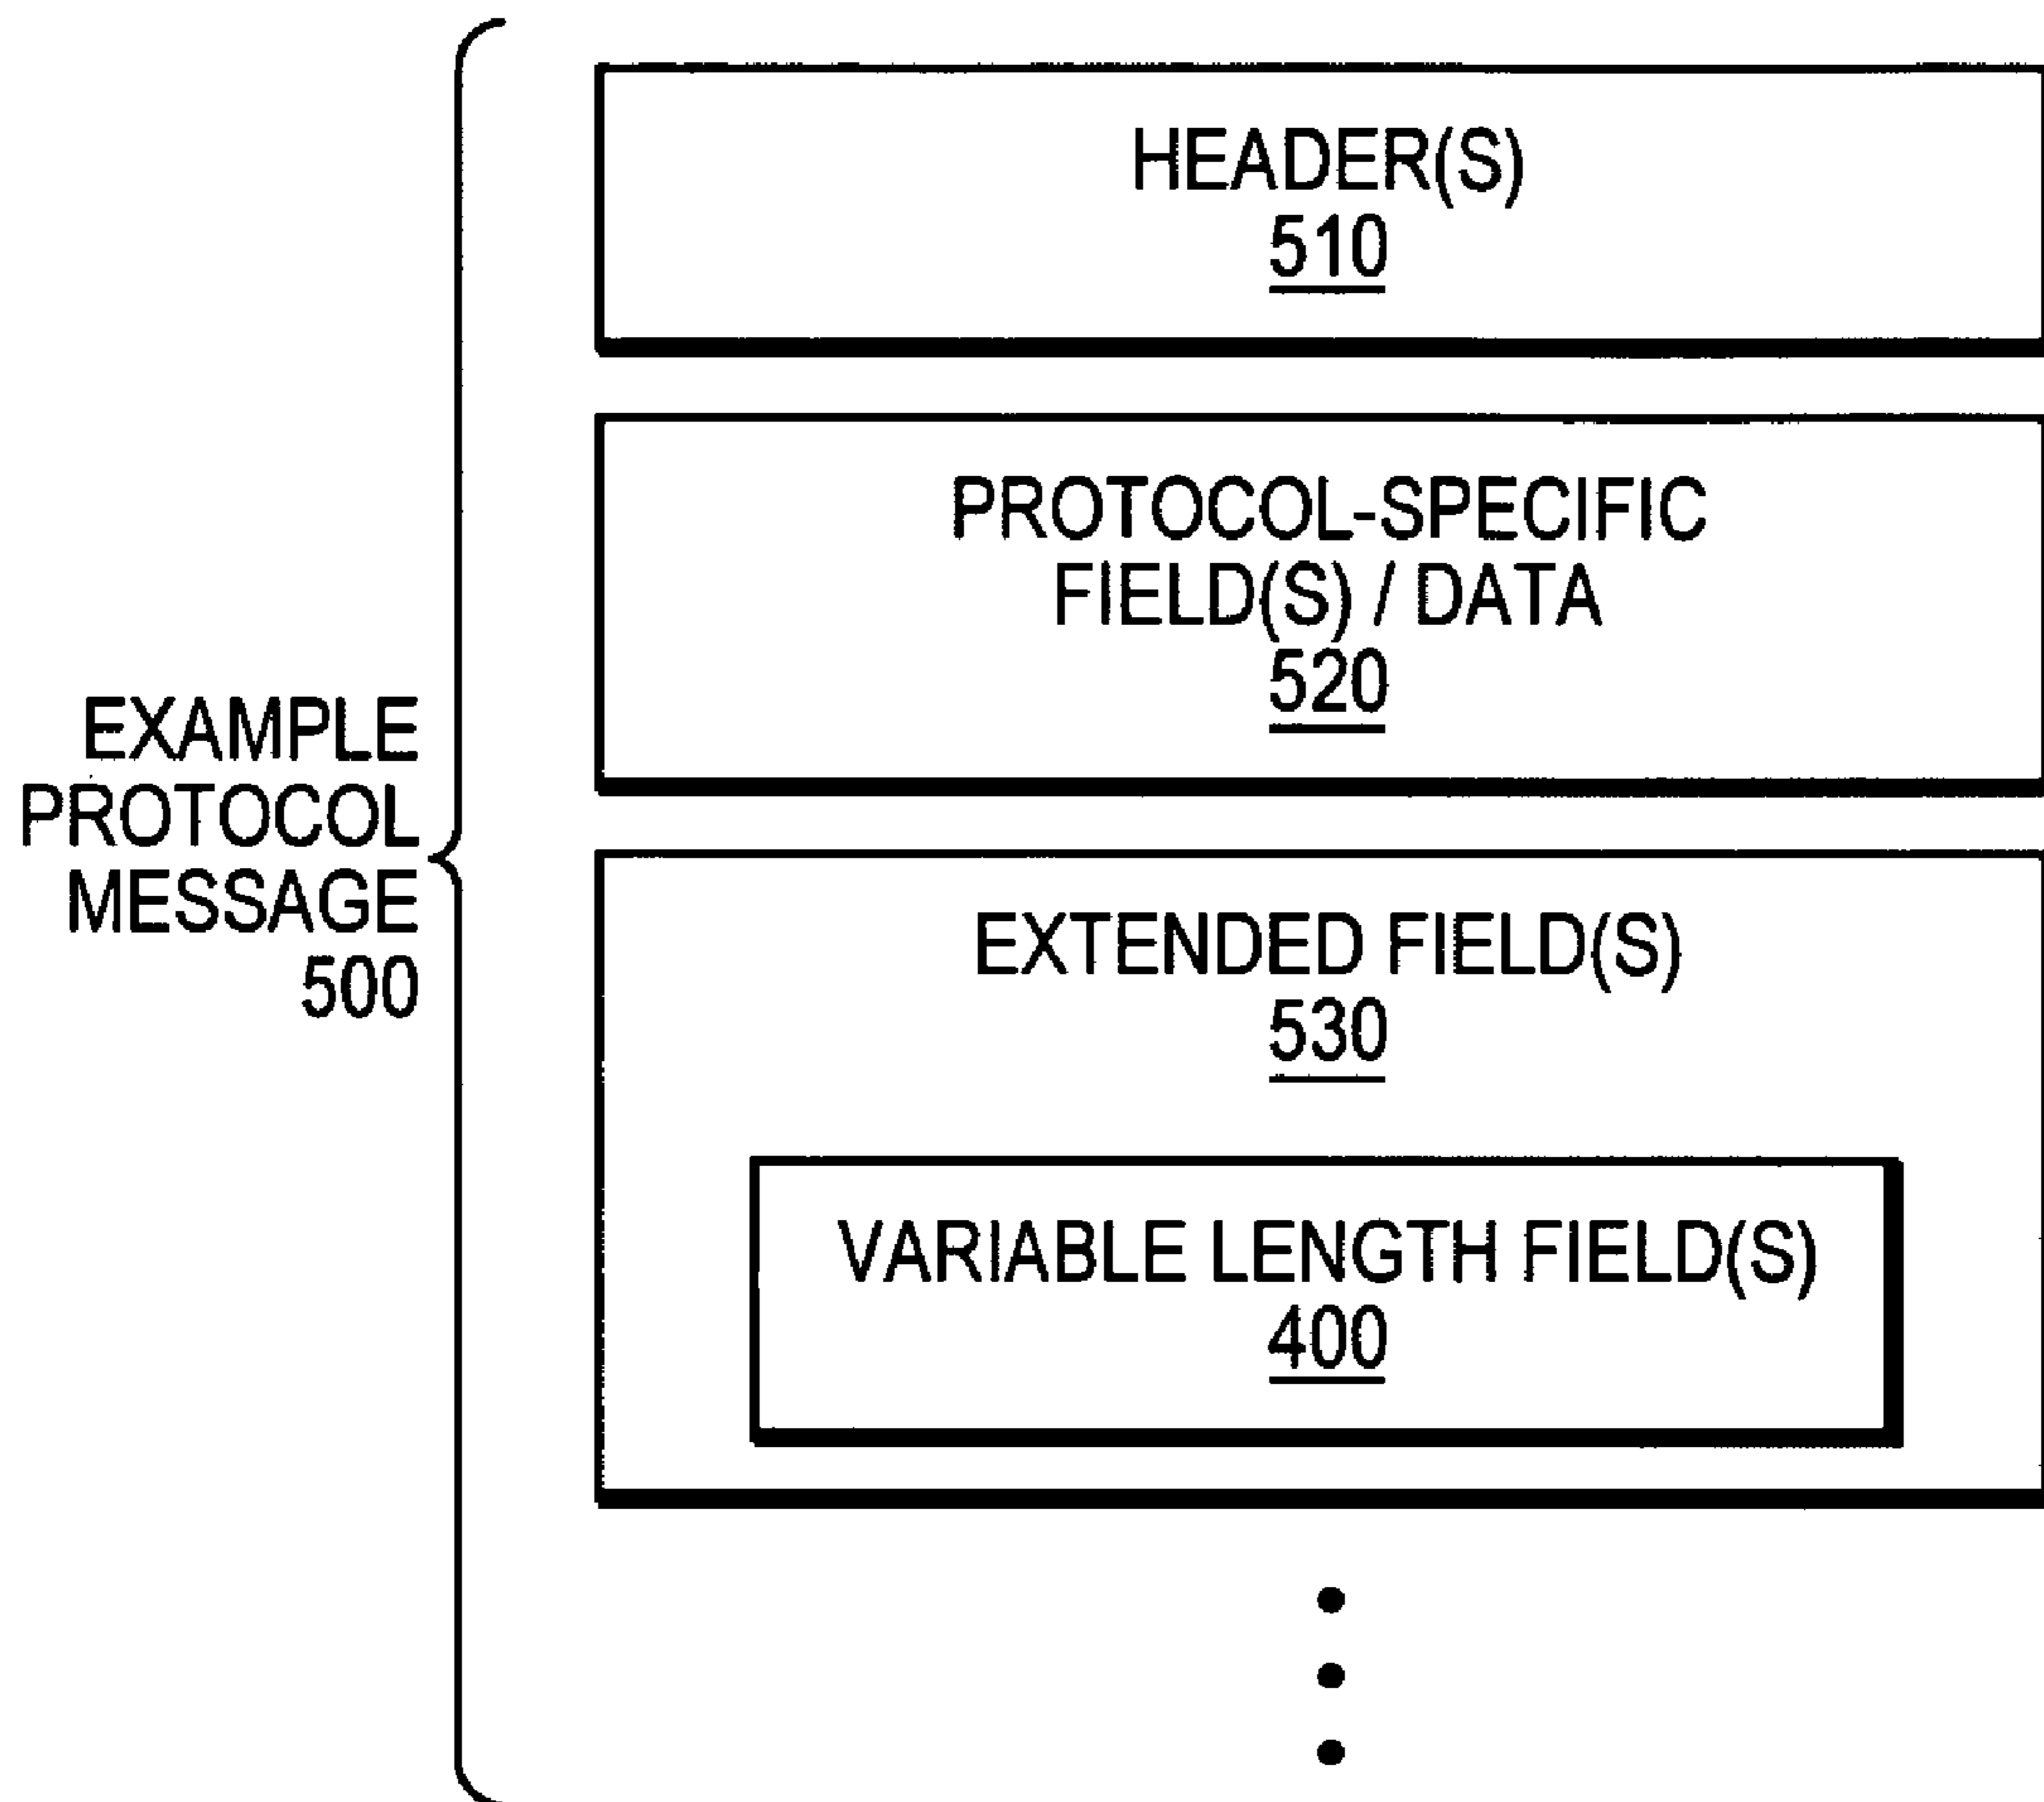 HEADER(S)
510
PROTOCOL-SPECIFIC
FIELD(S) / DATA
520
EXAMPLE
PROTOCOL
MESSAGE
500
EXTENDED FIELD(S)
530
VARIABLE LENGTH FIELD(S)
400